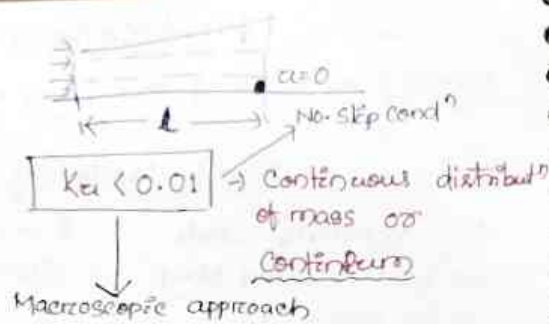 u=0
L
No-Slip condⁿ
Kn < 0.01 → Continuous distributⁿ
of mass or
Continuum
Macroscopic approach